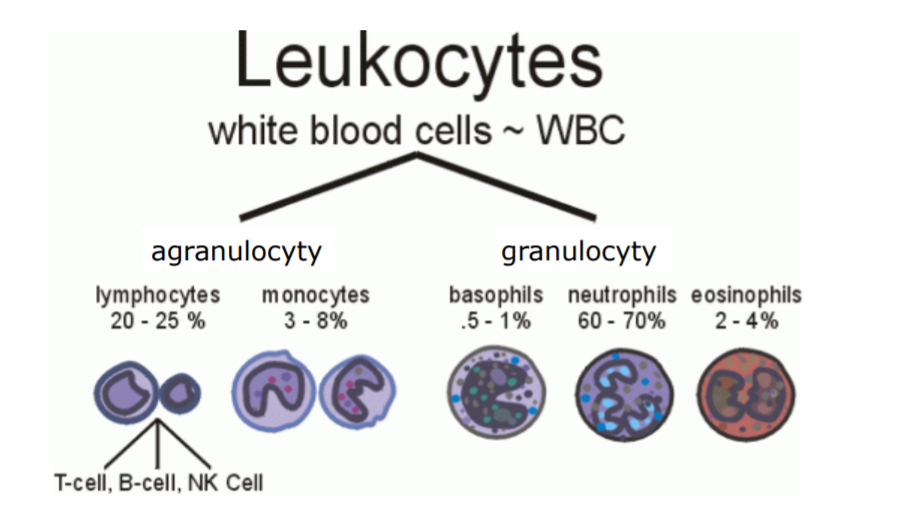 Leukocytes
white blood cells ~ WBC
agranulocyty granulocyty
lymphocytes monocytes basophils neutrophils eosinophils
20 - 25 % 3 - 8% .5 - 1% 60 - 70% 2 - 4%
T-cell, B-cell, NK Cell